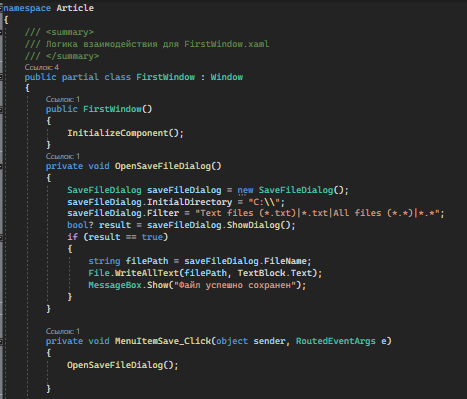 namespace Article
{
/// <summary>
/// Логика взаимодействия для FirstWindow.xaml
/// </summary>
Ссылок: 4
public partial class FirstWindow : Window
{
Ссылок: 1
public FirstWindow()
{
InitializeComponent();
}
Ссылок: 1
private void OpenSaveFileDialog()
{
SaveFileDialog saveFileDialog = new SaveFileDialog();
saveFileDialog.InitialDirectory = "C:\\";
saveFileDialog.Filter = "Text files (*.txt)|*.txt|All files (*.*)|*.*";
bool? result = saveFileDialog.ShowDialog();
if (result == true)
{
string filePath = saveFileDialog.FileName;
File.WriteAllText(filePath, TextBlock.Text);
MessageBox.Show("Файл успешно сохранен");
}
}
Ссылок: 1
private void MenuItemSave_Click(object sender, RoutedEventArgs e)
{
OpenSaveFileDialog();
}